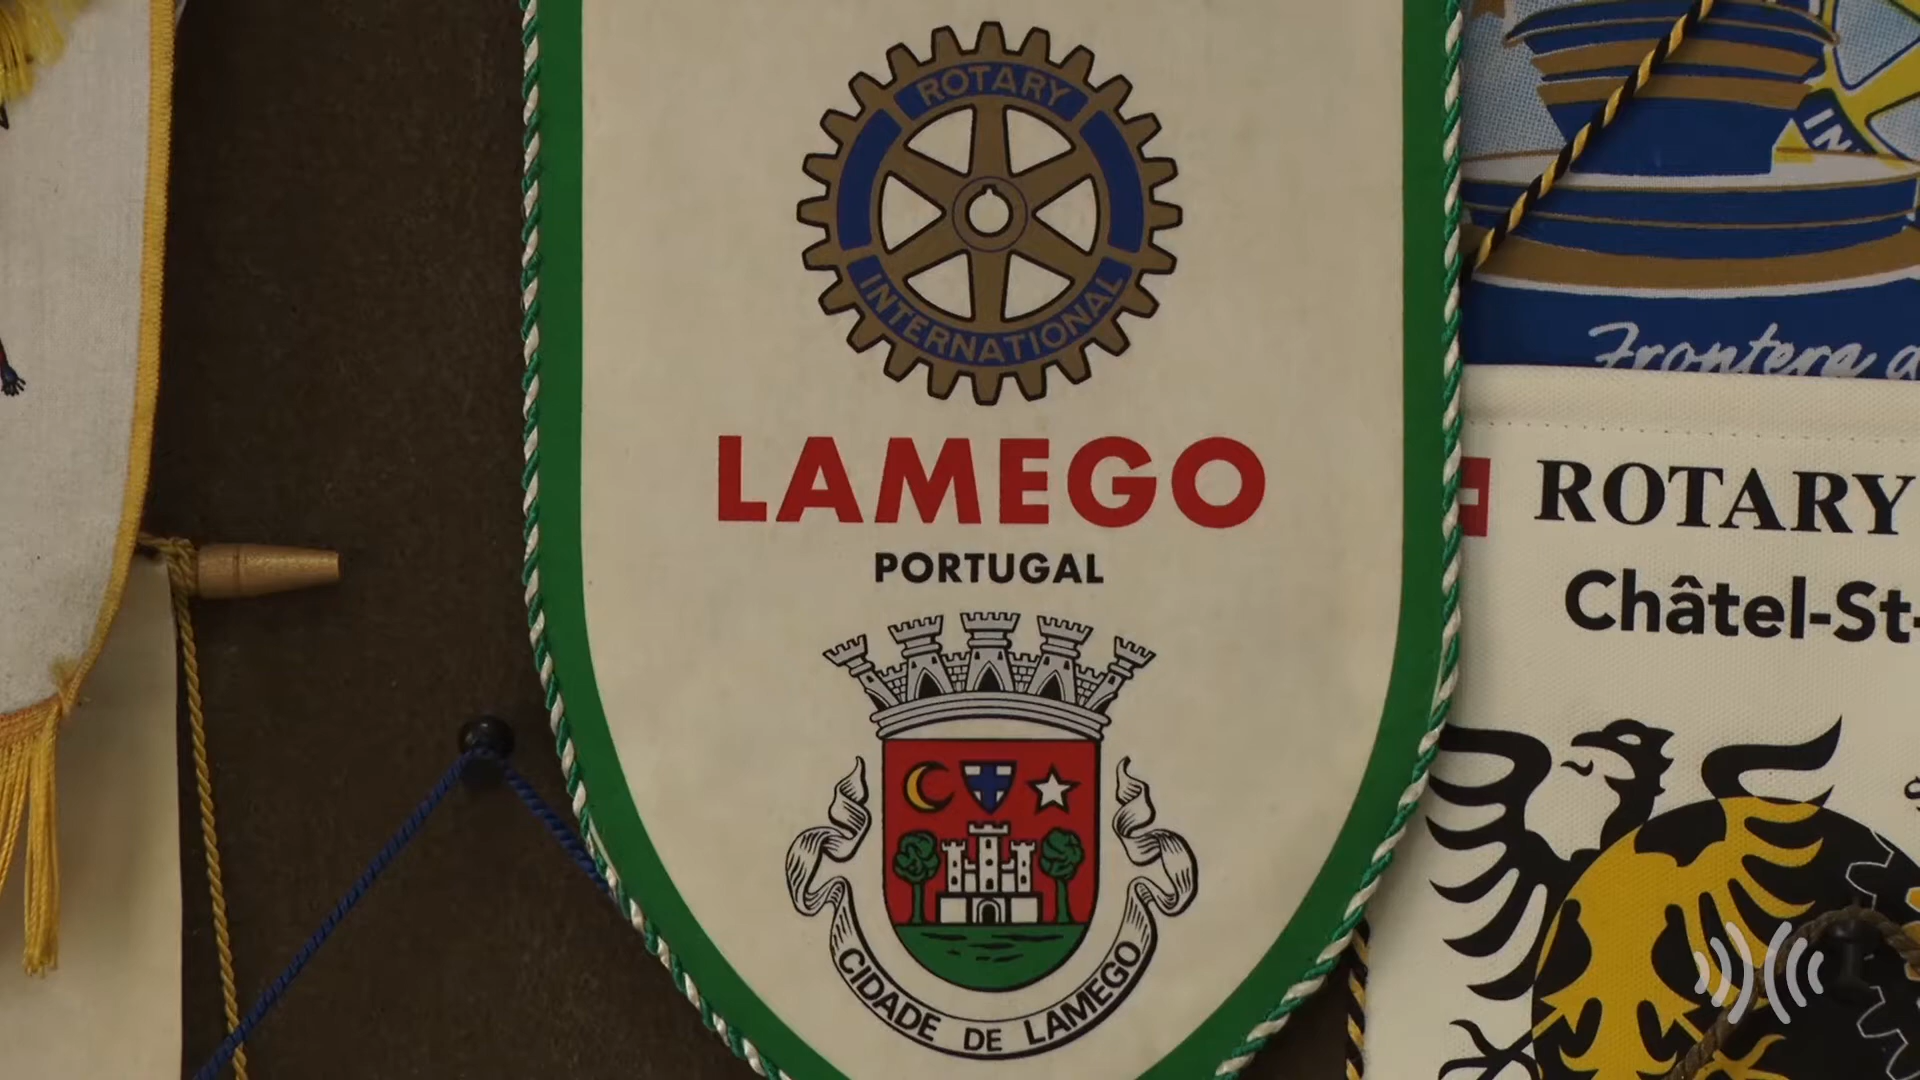 ROTARY
INTERNATIONAL
LAMEGO
PORTUGAL
CIDADE DE LAMEGO
Frontera
ROTARY
Châtel-St-